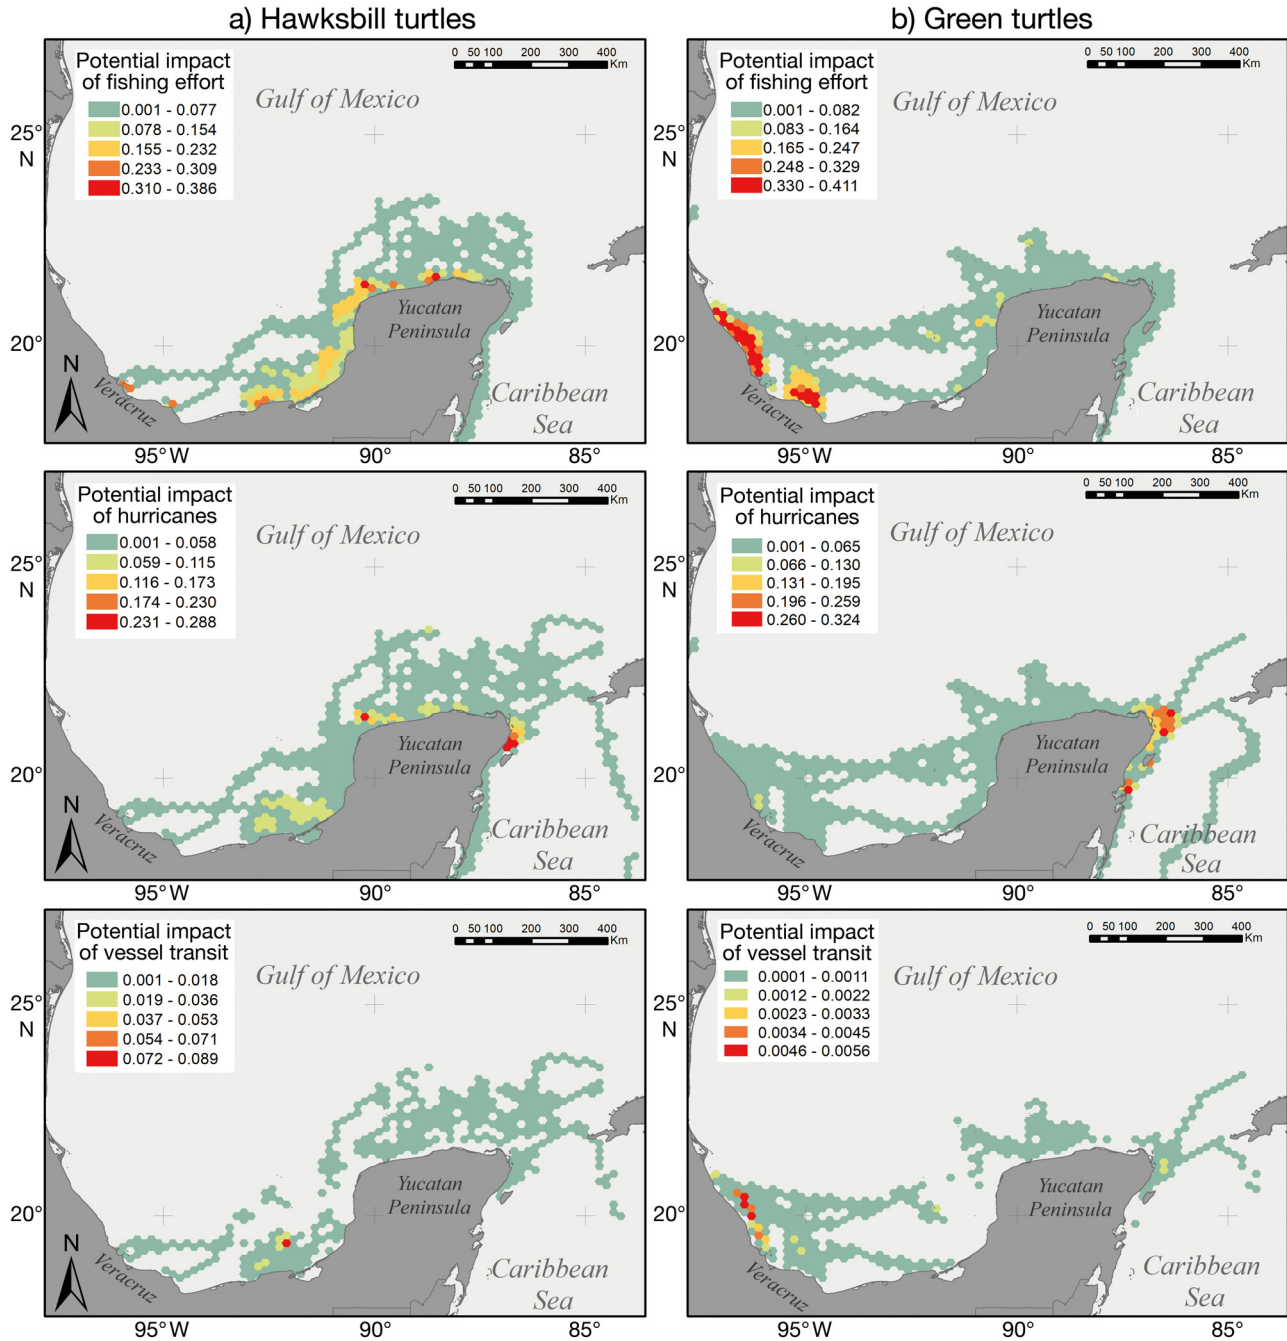 a) Hawksbill turtles
b) Green turtles
Potential impact
of fishing effort
0.001 - 0.077
0.078 - 0.154
0.155 - 0.232
0.233 - 0.309
0.310 - 0.386
0 50 100 200 300 400
Km
Gulf of Mexico
Yucatan
Peninsula
Caribbean
Sea
Veracruz
N
25°
N
20°
95°W
90°
85°
Potential impact
of fishing effort
0.001 - 0.082
0.083 - 0.164
0.165 - 0.247
0.248 - 0.329
0.330 - 0.411
0 50 100 200 300 400
Km
Gulf of Mexico
Yucatan
Peninsula
Caribbean
Sea
Veracruz
25°
N
20°
95°W
90°
85°
Potential impact
of hurricanes
0.001 - 0.058
0.059 - 0.115
0.116 - 0.173
0.174 - 0.230
0.231 - 0.288
0 50 100 200 300 400
Km
Gulf of Mexico
Yucatan
Peninsula
Caribbean
Sea
Veracruz
N
25°
N
20°
95°W
90°
85°
Potential impact
of hurricanes
0.001 - 0.065
0.066 - 0.130
0.131 - 0.195
0.196 - 0.259
0.260 - 0.324
0 50 100 200 300 400
Km
Gulf of Mexico
Yucatan
Peninsula
Caribbean
Sea
Veracruz
25°
N
20°
95°W
90°
85°
Potential impact
of vessel transit
0.001 - 0.018
0.019 - 0.036
0.037 - 0.053
0.054 - 0.071
0.072 - 0.089
0 50 100 200 300 400
Km
Gulf of Mexico
Yucatan
Peninsula
Caribbean
Sea
Veracruz
N
25°
N
20°
95°W
90°
85°
Potential impact
of vessel transit
0.0001 - 0.0011
0.0012 - 0.0022
0.0023 - 0.0033
0.0034 - 0.0045
0.0046 - 0.0056
0 50 100 200 300 400
Km
Gulf of Mexico
Yucatan
Peninsula
Caribbean
Sea
Veracruz
25°
N
20°
95°W
90°
85°